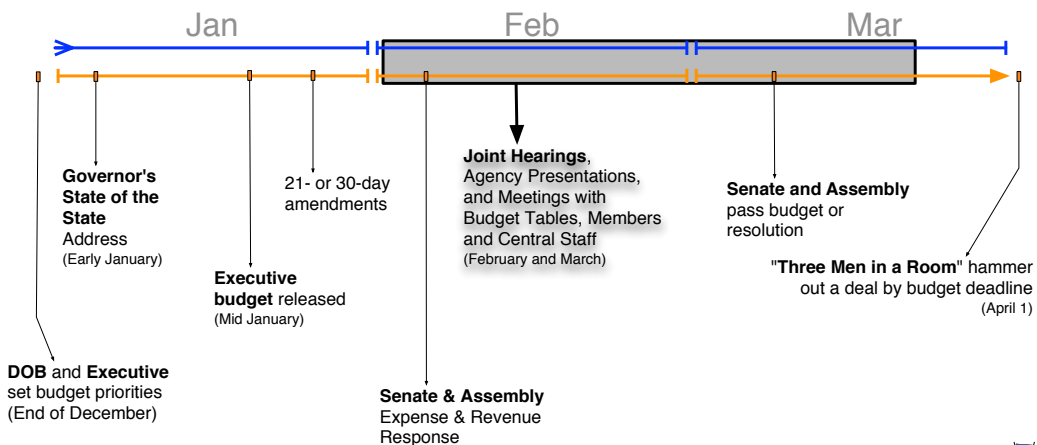 Jan
Feb
Mar
Governor's
State of the
State
Address
(Early January)
21- or 30-day
amendments
Joint Hearings,
Agency Presentations,
and Meetings with
Budget Tables, Members
and Central Staff
(February and March)
Senate and Assembly
pass budget or
resolution
Executive
budget released
(Mid January)
"Three Men in a Room" hammer
out a deal by budget deadline
(April 1)
DOB and Executive
set budget priorities
(End of December)
Senate & Assembly
Expense & Revenue
Response